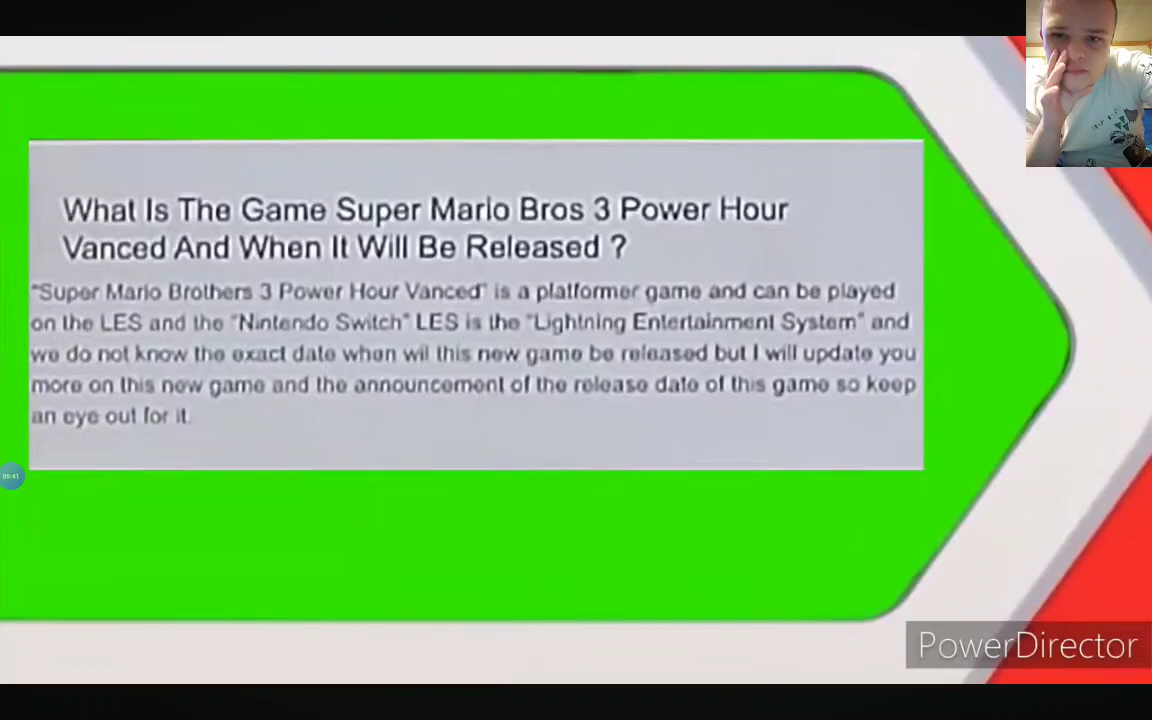 What Is The Game Super Mario Bros 3 Power Hour
Vanced And When It Will Be Released ?
"Super Mario Brothers 3 Power Hour Vanced" is a platformer game and can be played
on the LES and the "Nintendo Switch" LES is the "Lightning Entertainment System" and
we do not know the exact date when wil this new game be released but I will update you
more on this new game and the announcement of the release date of this game so keep
an eye out for it.
05:41
PowerDirector